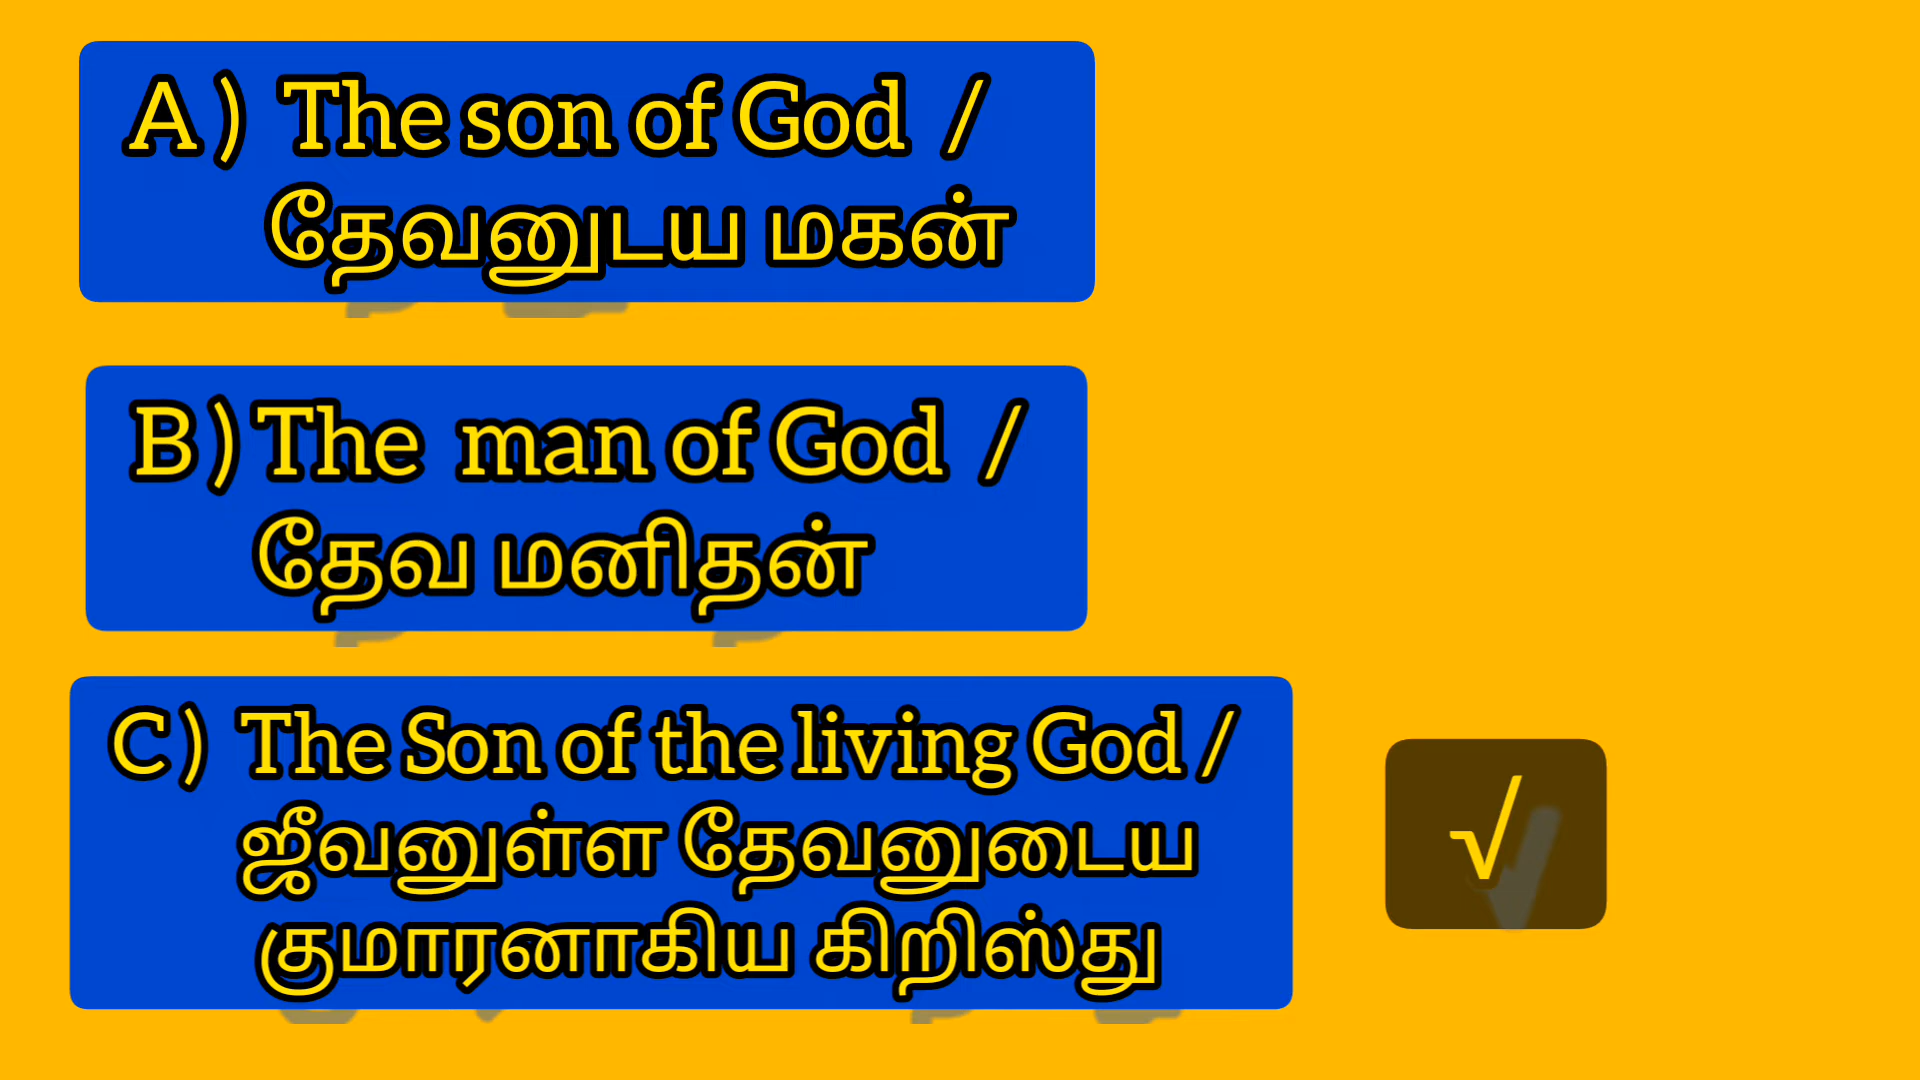 A) The son of God /
தேவனுடய மகன்
B) The man of God /
தேவ மனிதன்
C) The Son of the living God /
ஜீவனுள்ள தேவனுடைய
குமாரனாகிய கிறிஸ்து
√